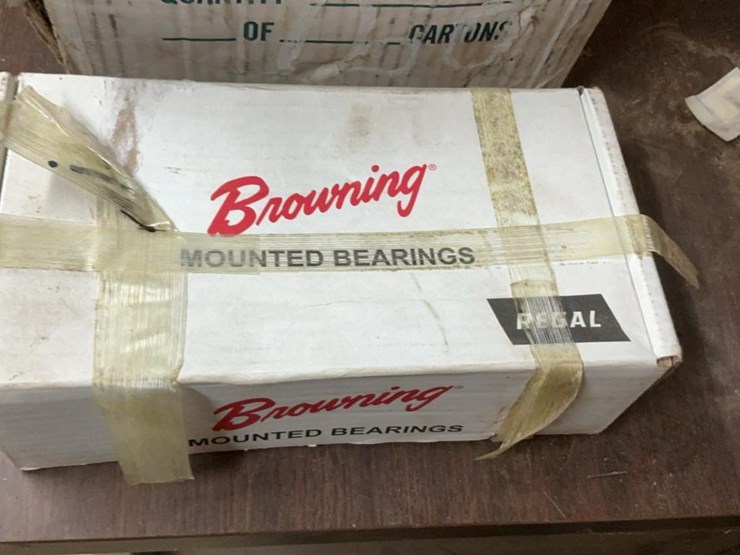 OF CARTONS
Browning®
MOUNTED BEARINGS
REGAL
Browning
MOUNTED BEARINGS